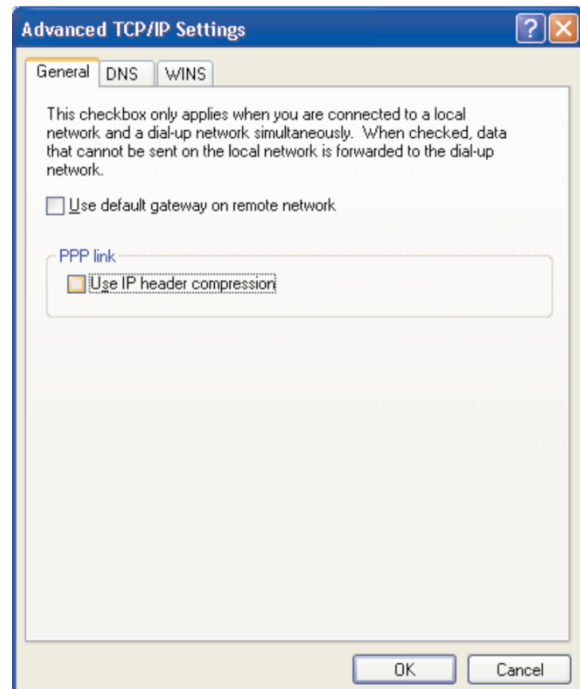 Advanced TCP/IP Settings
General DNS WINS
This checkbox only applies when you are connected to a local
network and a dial-up network simultaneously. When checked, data
that cannot be sent on the local network is forwarded to the dial-up
network.
Use default gateway on remote network
PPP link
Use IP header compression
OK Cancel